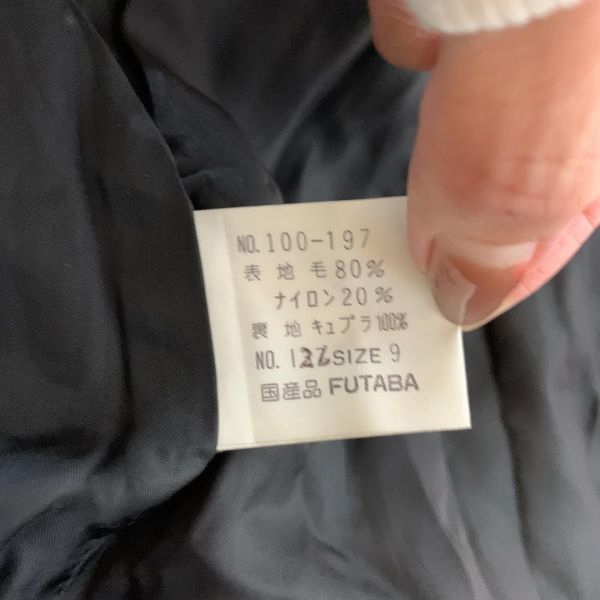 NO.100-197
表地毛80%
ナイロン20%
裏地キュプラ100%
NO. SIZE 9
国産品 FUTABA